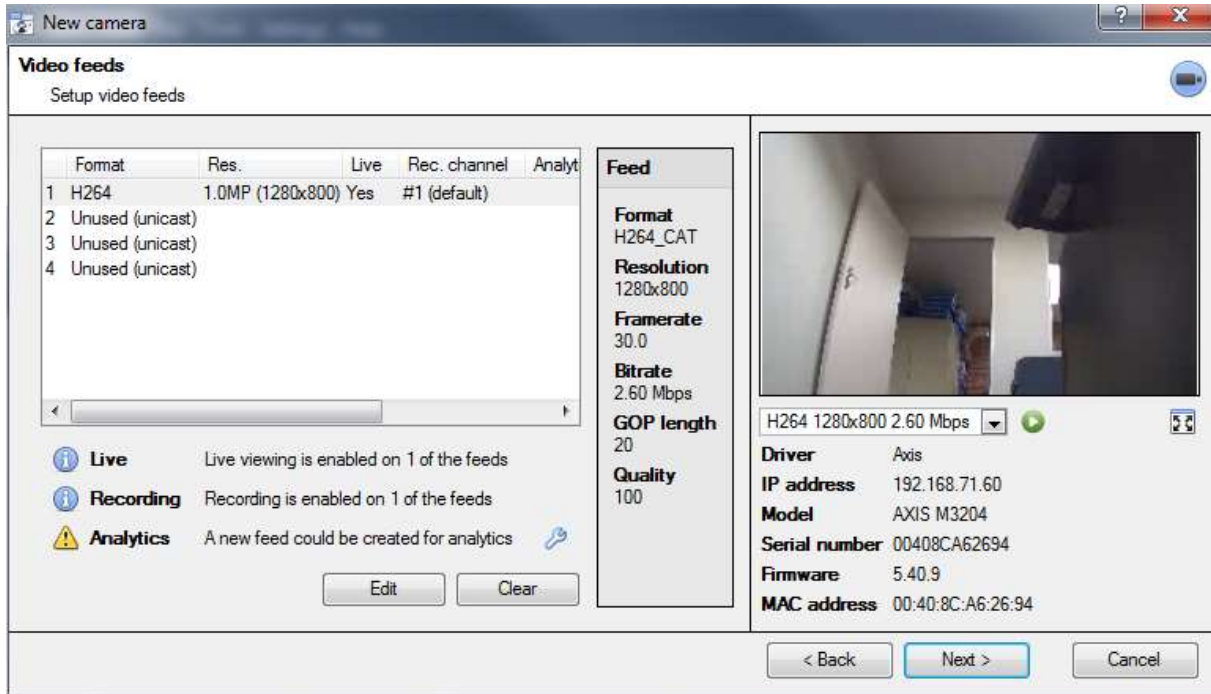 New camera
Video feeds
Setup video feeds
Format Res. Live Rec. channel Analyt
1 H264 1.0MP (1280x800) Yes #1 (default)
2 Unused (unicast)
3 Unused (unicast)
4 Unused (unicast)
Live Live viewing is enabled on 1 of the feeds
Recording Recording is enabled on 1 of the feeds
Analytics A new feed could be created for analytics
Edit Clear
Feed
Format
H264_CAT
Resolution
1280x800
Framerate
30.0
Bitrate
2.60 Mbps
GOP length
20
Quality
100
H264 1280x800 2.60 Mbps
Driver Axis
IP address 192.168.71.60
Model AXIS M3204
Serial number 00408CA62694
Firmware 5.40.9
MAC address 00:40:8C:A6:26:94
< Back Next > Cancel